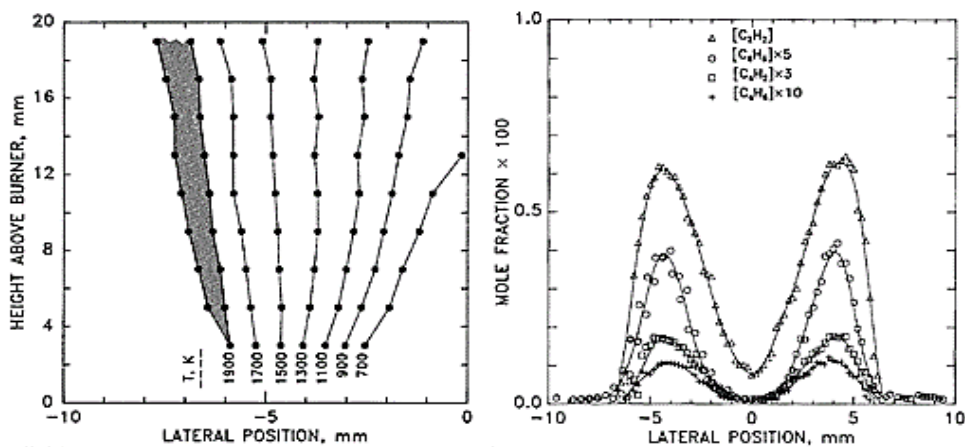 20
16
12
8
4
0
HEIGHT ABOVE BURNER, mm
T, K
1900
1700
1500
1300
1100
900
700
-10
-5
0
LATERAL POSITION, mm
1.0
0.5
0.0
MOLE FRACTION × 100
[C₂H₂]
[C₆H₆]×5
[C₄H₂]×3
[C₄H₄]×10
-10
-5
0
5
10
LATERAL POSITION, mm